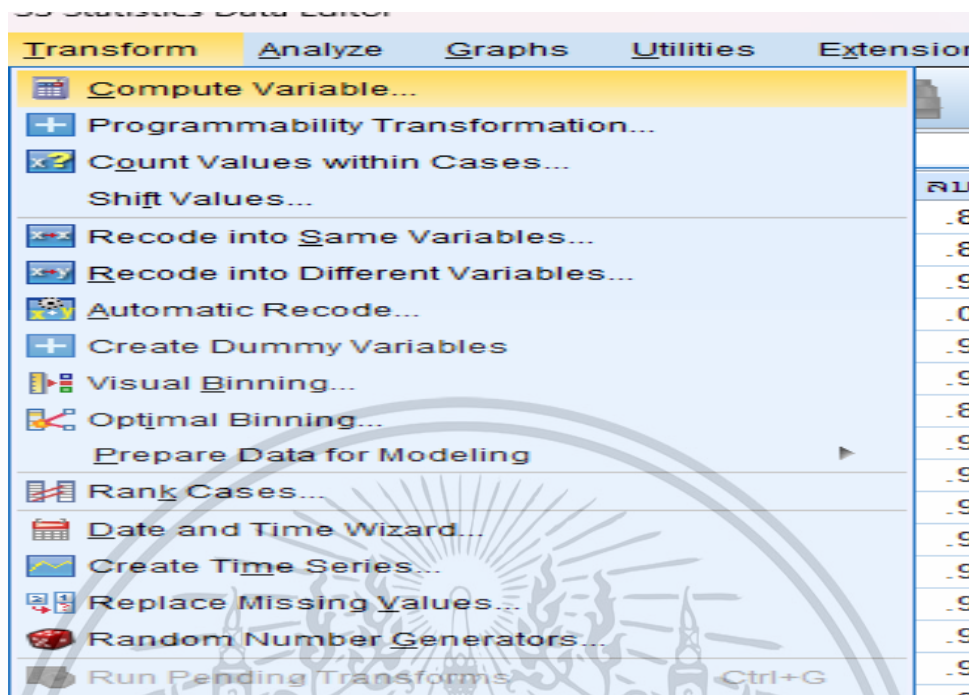 SS Statistics Data Editor
Transform Analyze Graphs Utilities Extension
Compute Variable...
Programmability Transformation...
Count Values within Cases...
Shift Values...
Recode into Same Variables...
Recode into Different Variables...
Automatic Recode...
Create Dummy Variables
Visual Binning...
Optimal Binning...
Prepare Data for Modeling
Rank Cases...
Date and Time Wizard...
Create Time Series...
Replace Missing Values...
Random Number Generators...
Run Pending Transforms Ctrl+G